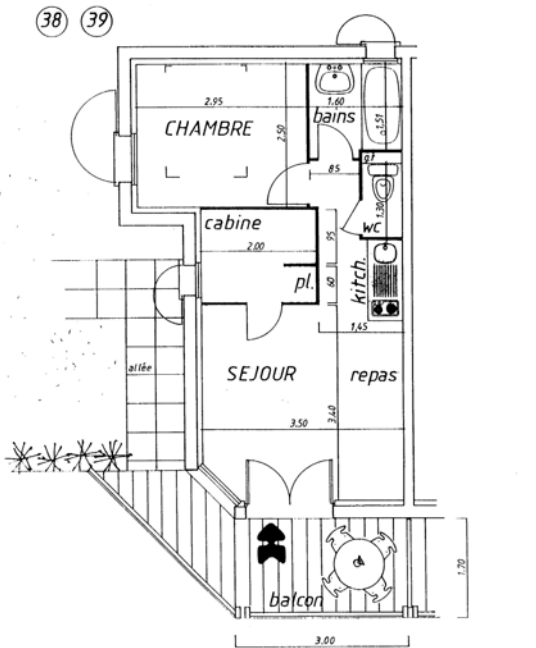 38 39
2.95
1.60
bains
CHAMBRE
2.50
1.51
85
1.30
WC
cabine
2.00
95
pl.
60
kitch.
1,45
allée
SEJOUR
repas
3.50
3.40
balcon
1.70
3.00